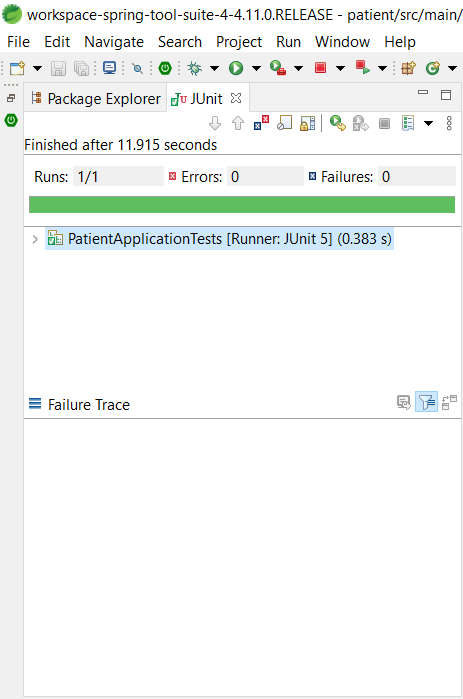 workspace-spring-tool-suite-4-4.11.0.RELEASE - patient/src/main/
File Edit Navigate Search Project Run Window Help
Package Explorer JUnit
Finished after 11.915 seconds
Runs: 1/1 Errors: 0 Failures: 0
PatientApplicationTests [Runner: JUnit 5] (0.383 s)
Failure Trace